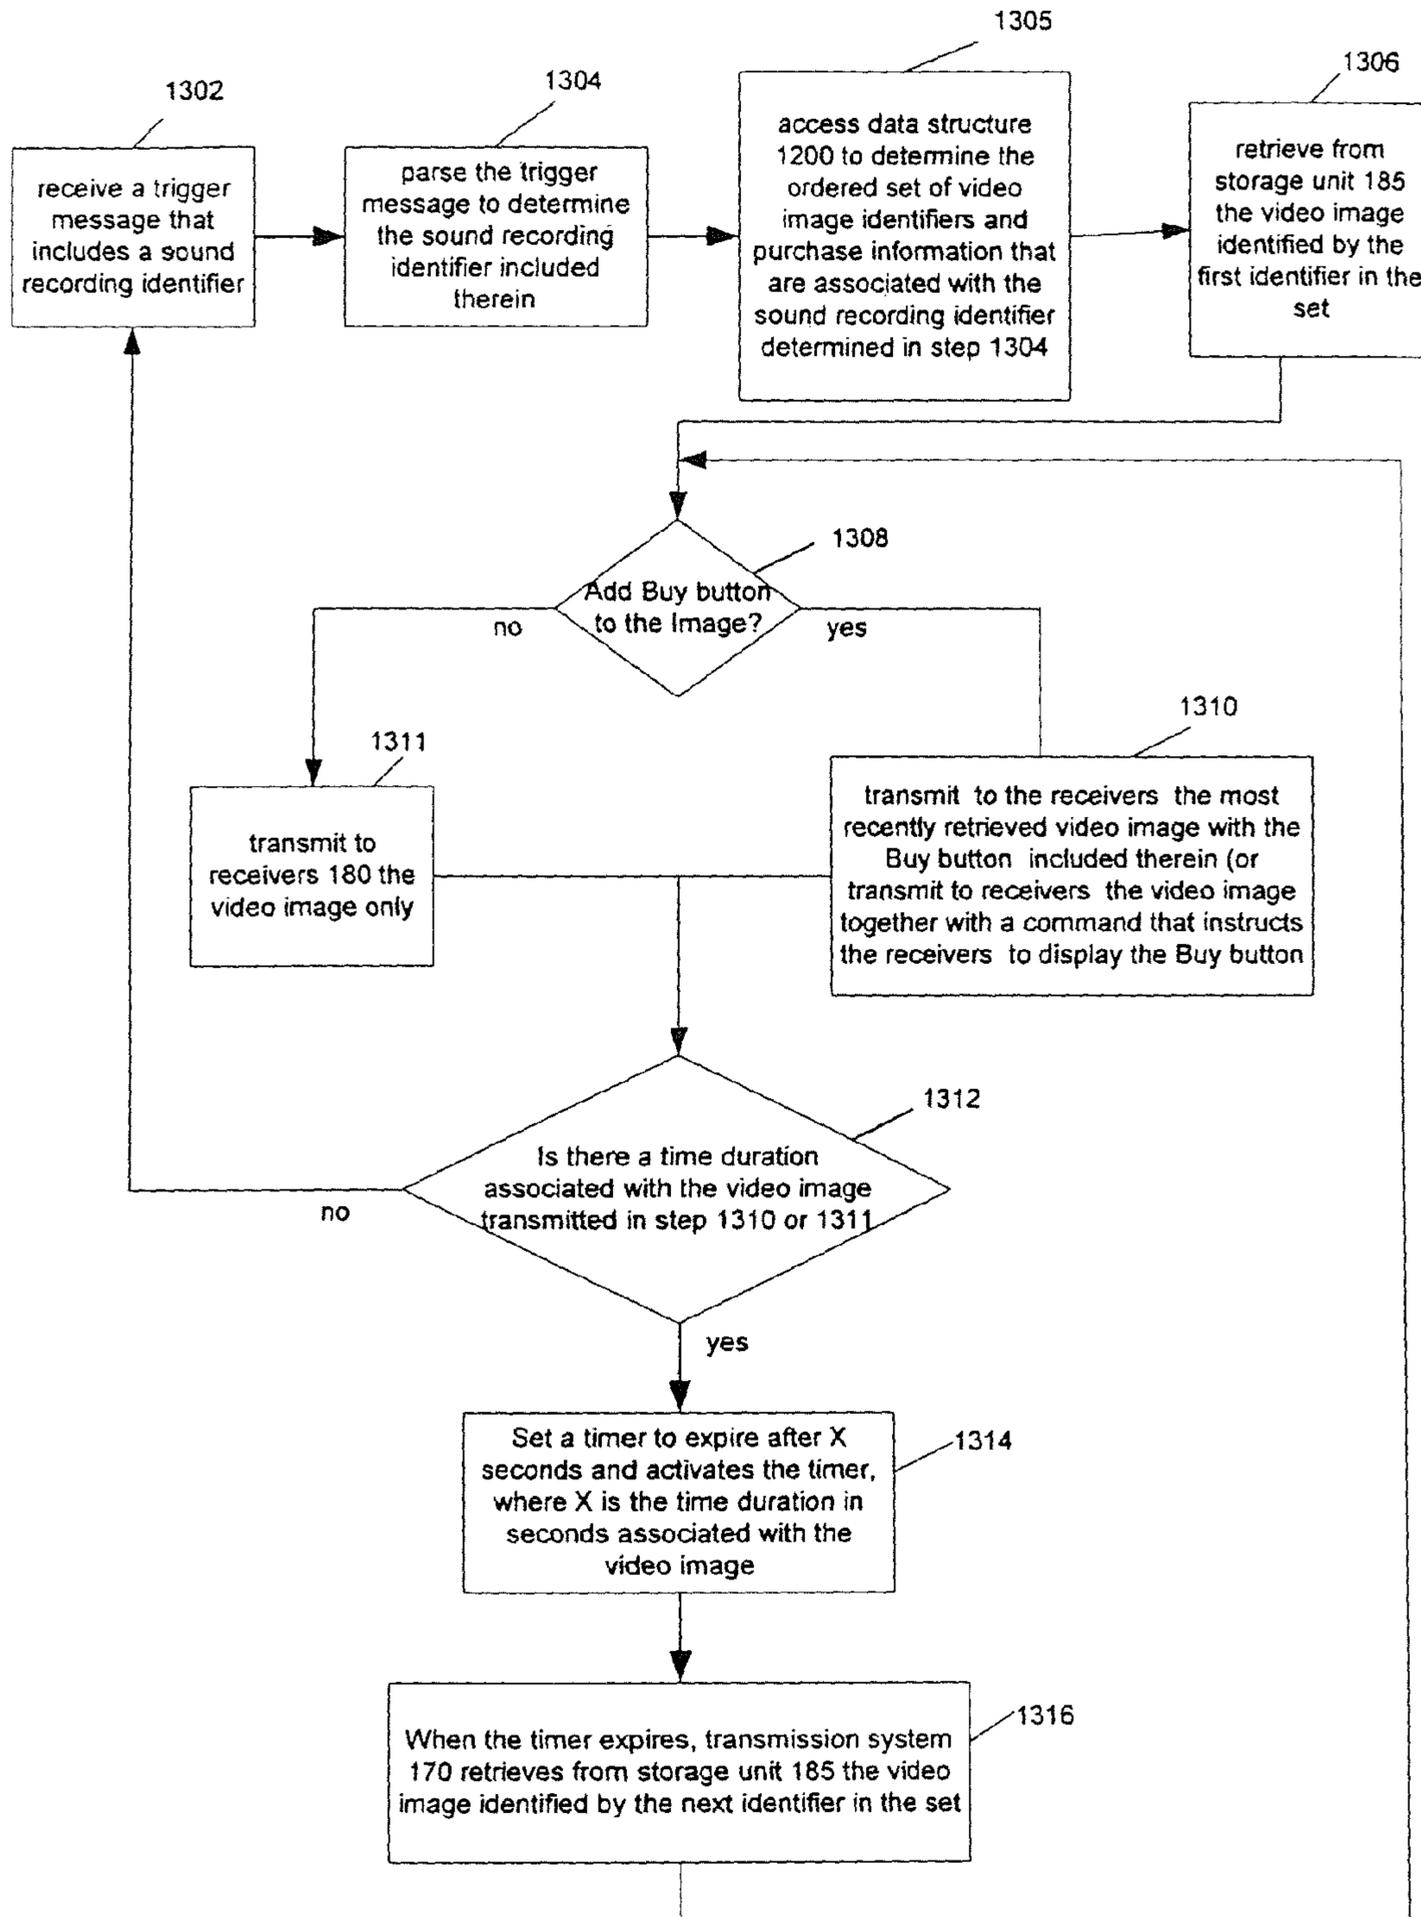 1302
receive a trigger
message that
includes a sound
recording identifier
1304
parse the trigger
message to determine
the sound recording
identifier included
therein
1305
access data structure
1200 to determine the
ordered set of video
image identifiers and
purchase information that
are associated with the
sound recording identifier
determined in step 1304
1306
retrieve from
storage unit 185
the video image
identified by the
first identifier in the
set
1308
Add Buy button
to the Image?
no
yes
1311
transmit to
receivers 180 the
video image only
1310
transmit to the receivers the most
recently retrieved video image with the
Buy button included therein (or
transmit to receivers the video image
together with a command that instructs
the receivers to display the Buy button
1312
Is there a time duration
associated with the video image
transmitted in step 1310 or 1311
no
yes
1314
Set a timer to expire after X
seconds and activates the timer,
where X is the time duration in
seconds associated with the
video image
1316
When the timer expires, transmission system
170 retrieves from storage unit 185 the video
image identified by the next identifier in the set